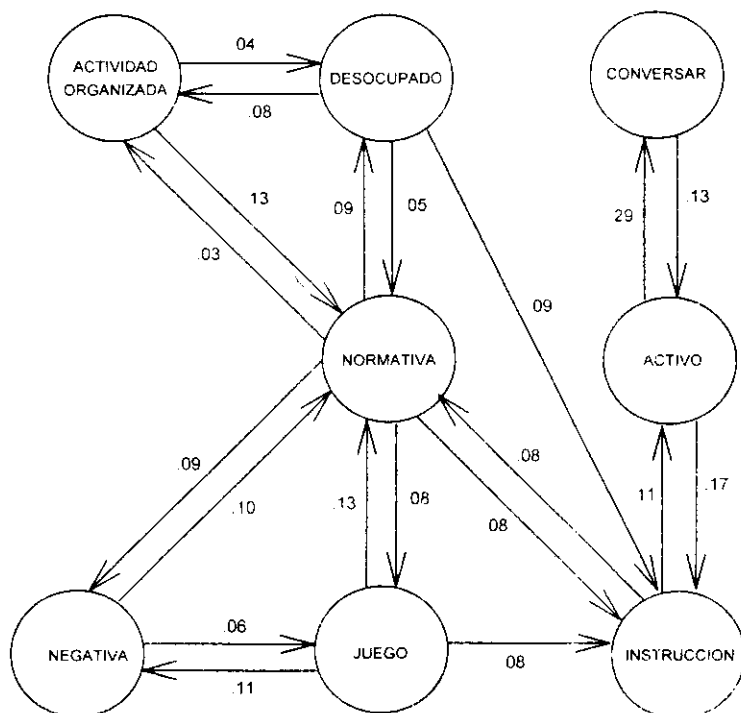 ACTIVIDAD
ORGANIZADA
04
.08
DESOCUPADO
CONVERSAR
.13
.03
09
05
09
29
.13
NORMATIVA
ACTIVO
.09
.10
.13
08
.08
08
11
.17
NEGATIVA
.06
.11
JUEGO
08
INSTRUCCION